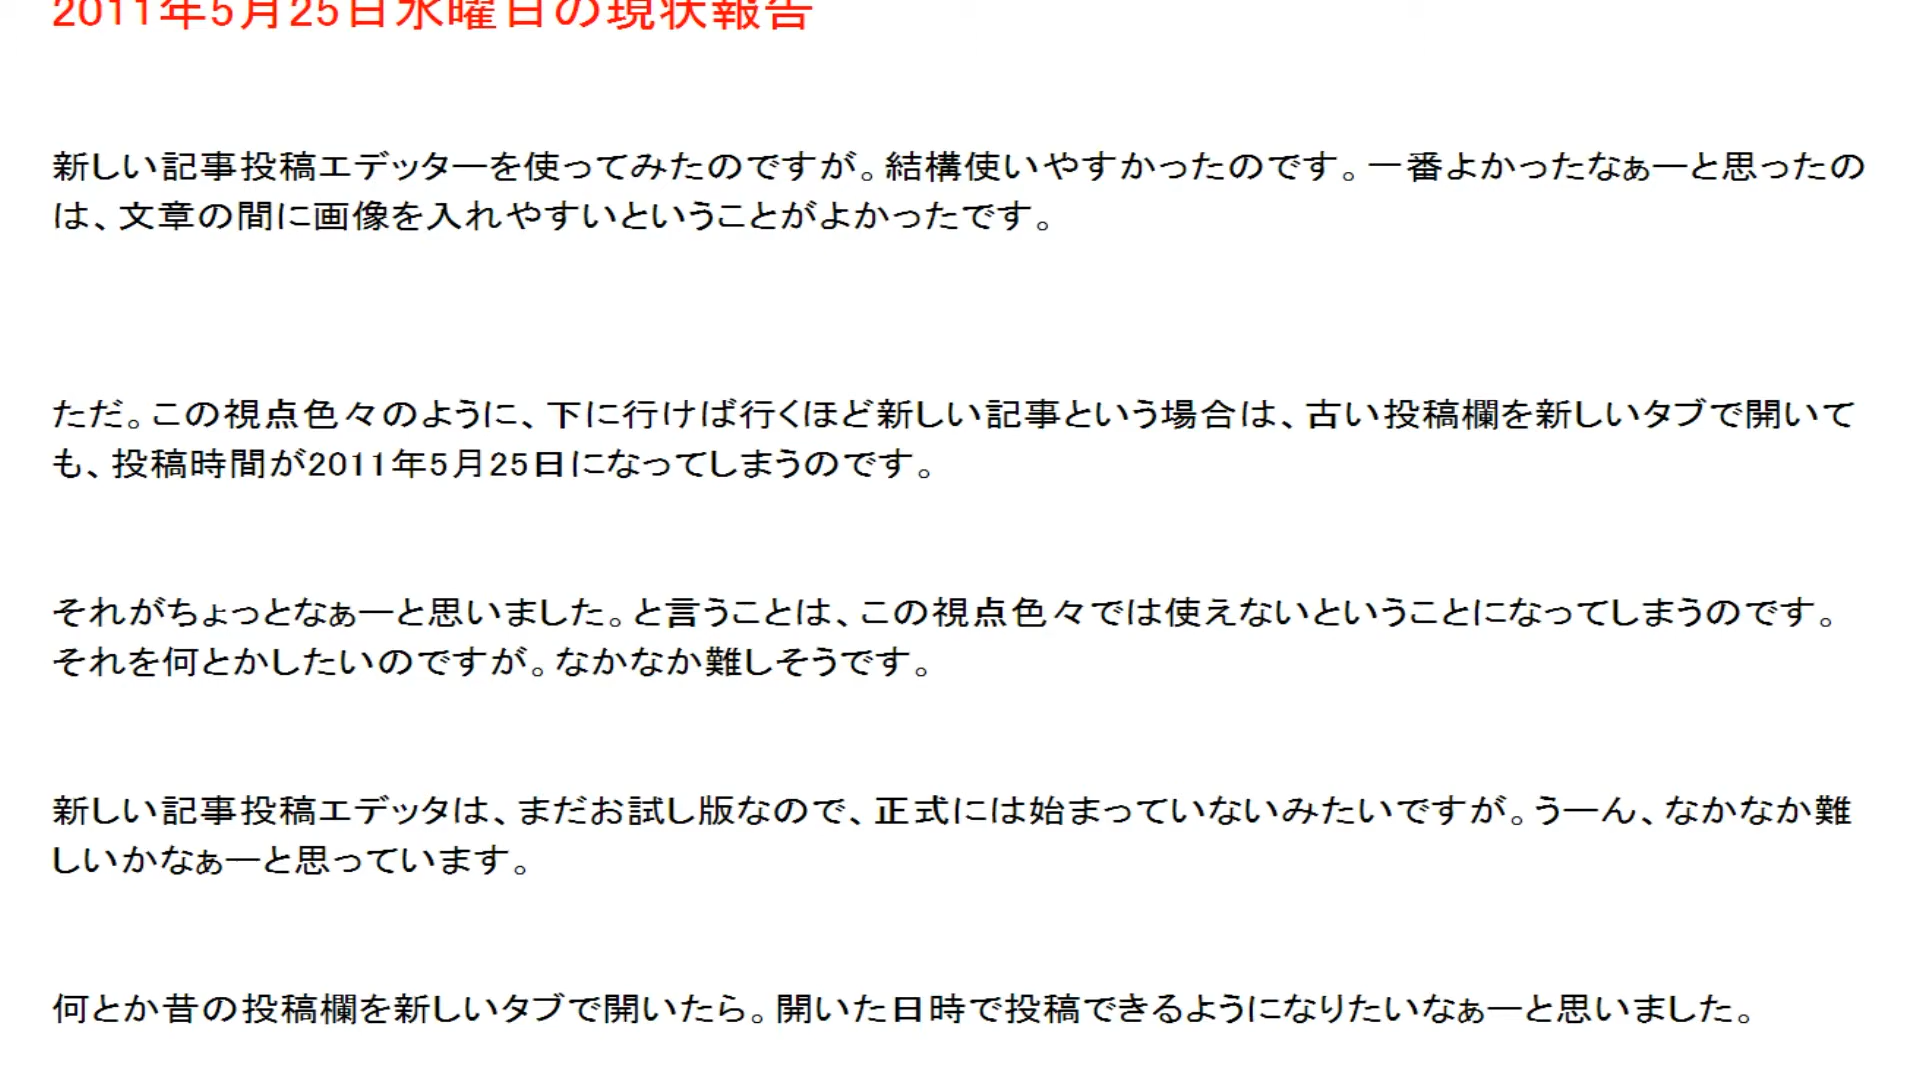 2011年5月25日水曜日の現状報告
新しい記事投稿エデッターを使ってみたのですが。結構使いやすかったのです。一番よかったなぁーと思ったの
は、文章の間に画像を入れやすいということがよかったです。
ただ。この視点色々のように、下に行けば行くほど新しい記事という場合は、古い投稿欄を新しいタブで開いて
も、投稿時間が2011年5月25日になってしまうのです。
それがちょっとなぁーと思いました。と言うことは、この視点色々では使えないということになってしまうのです。
それを何とかしたいのですが。なかなか難しそうです。
新しい記事投稿エデッタは、まだお試し版なので、正式には始まっていないみたいですが。うーん、なかなか難
しいかなぁーと思っています。
何とか昔の投稿欄を新しいタブで開いたら。開いた日時で投稿できるようになりたいなぁーと思いました。